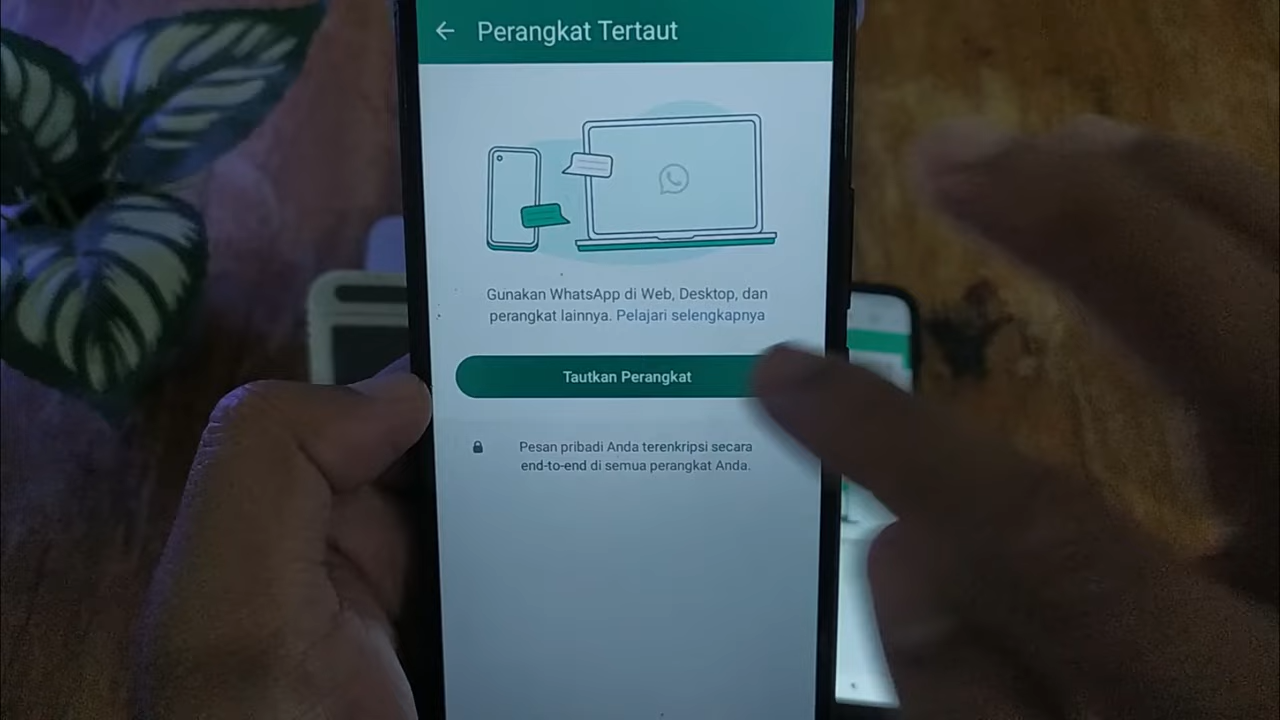 Perangkat Tertaut
Gunakan WhatsApp di Web, Desktop, dan
perangkat lainnya. Pelajari selengkapnya
Tautkan Perangkat
Pesan pribadi Anda terenkripsi secara
end-to-end di semua perangkat Anda.